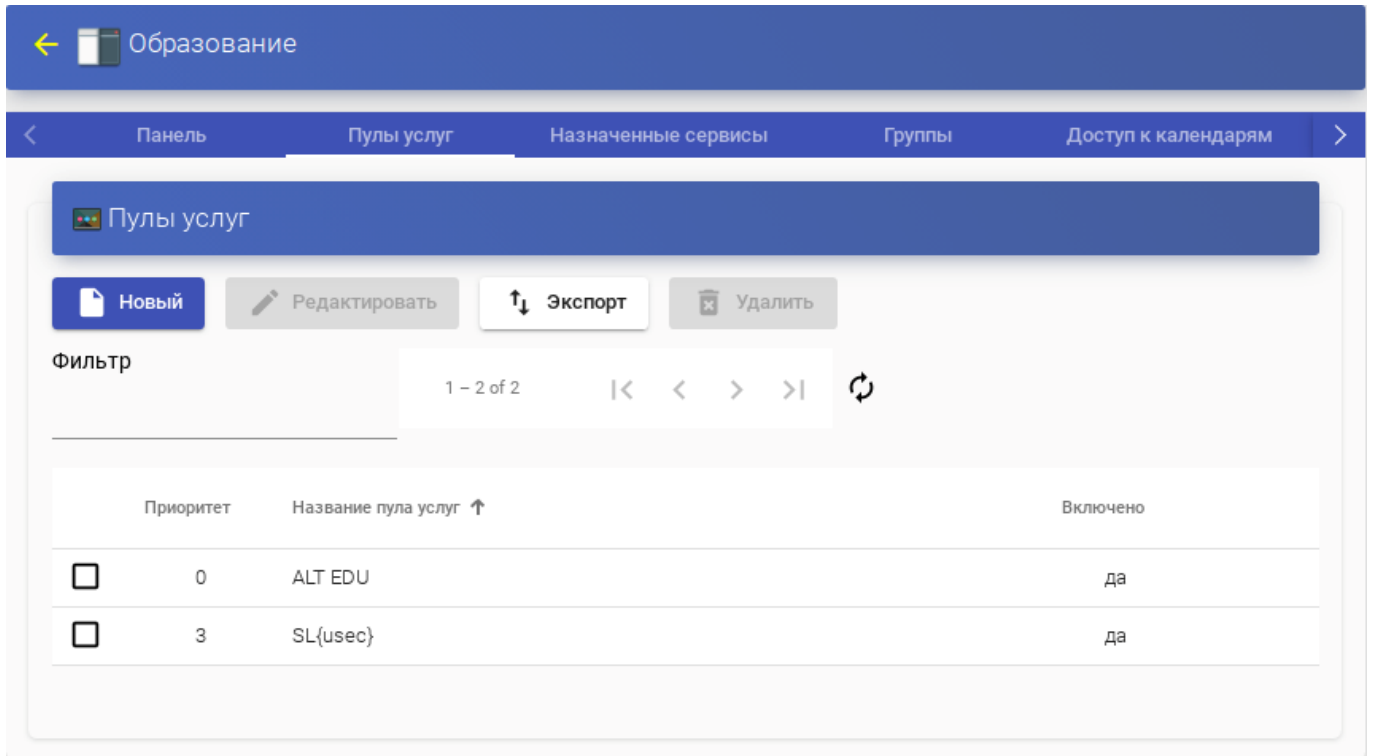 Образование
Панель Пулы услуг Назначенные сервисы Группы Доступ к календарям
Пулы услуг
Новый Редактировать Экспорт Удалить
Фильтр
1 – 2 of 2
Приоритет Название пула услуг Включено
0 ALT EDU да
3 SL{usec} да